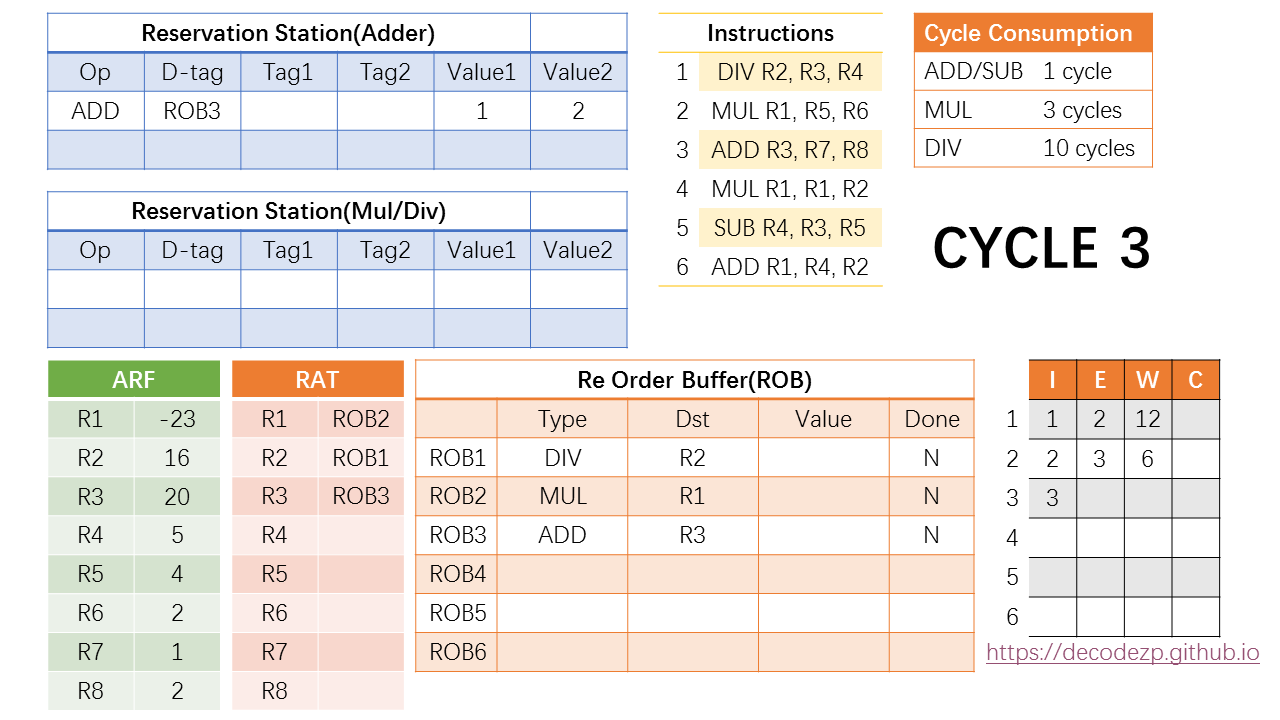 Reservation Station(Adder)
Op D-tag Tag1 Tag2 Value1 Value2
ADD ROB3 1 2
Reservation Station(Mul/Div)
Op D-tag Tag1 Tag2 Value1 Value2
Instructions
1 DIV R2, R3, R4
2 MUL R1, R5, R6
3 ADD R3, R7, R8
4 MUL R1, R1, R2
5 SUB R4, R3, R5
6 ADD R1, R4, R2
Cycle Consumption
ADD/SUB 1 cycle
MUL 3 cycles
DIV 10 cycles
CYCLE 3
ARF
R1 -23
R2 16
R3 20
R4 5
R5 4
R6 2
R7 1
R8 2
RAT
R1 ROB2
R2 ROB1
R3 ROB3
R4
R5
R6
R7
R8
Re Order Buffer(ROB)
Type Dst Value Done
ROB1 DIV R2 N
ROB2 MUL R1 N
ROB3 ADD R3 N
ROB4
ROB5
ROB6
I E W C
1 1 2 12
2 2 3 6
3 3
4
5
6
https://decodezp.github.io